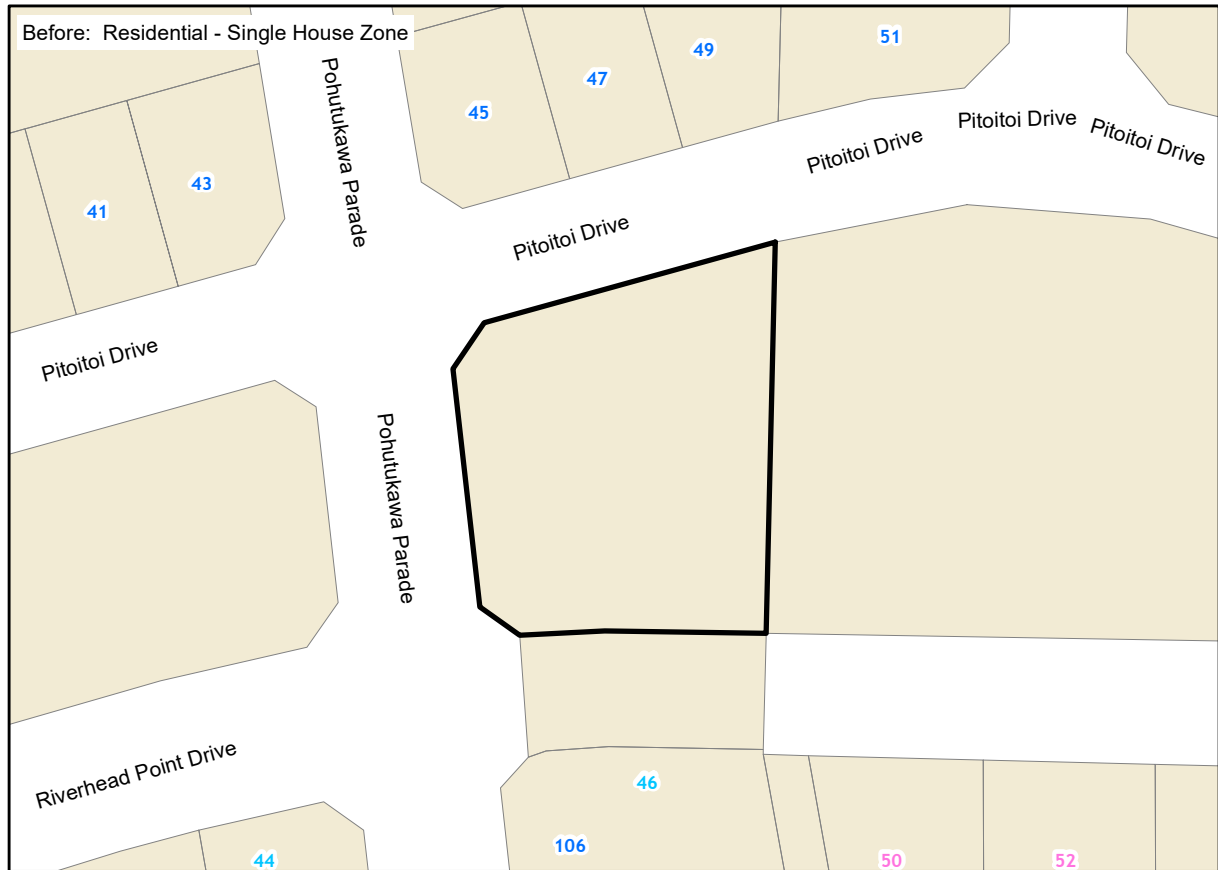 Before: Residential - Single House Zone
51
49
47
45
43
41
Pohutukawa Parade
Pitoitoi Drive
Pitoitoi Drive
Pitoitoi Drive
Pitoitoi Drive
Pitoitoi Drive
Pohutukawa Parade
Riverhead Point Drive
46
106
44
50
52